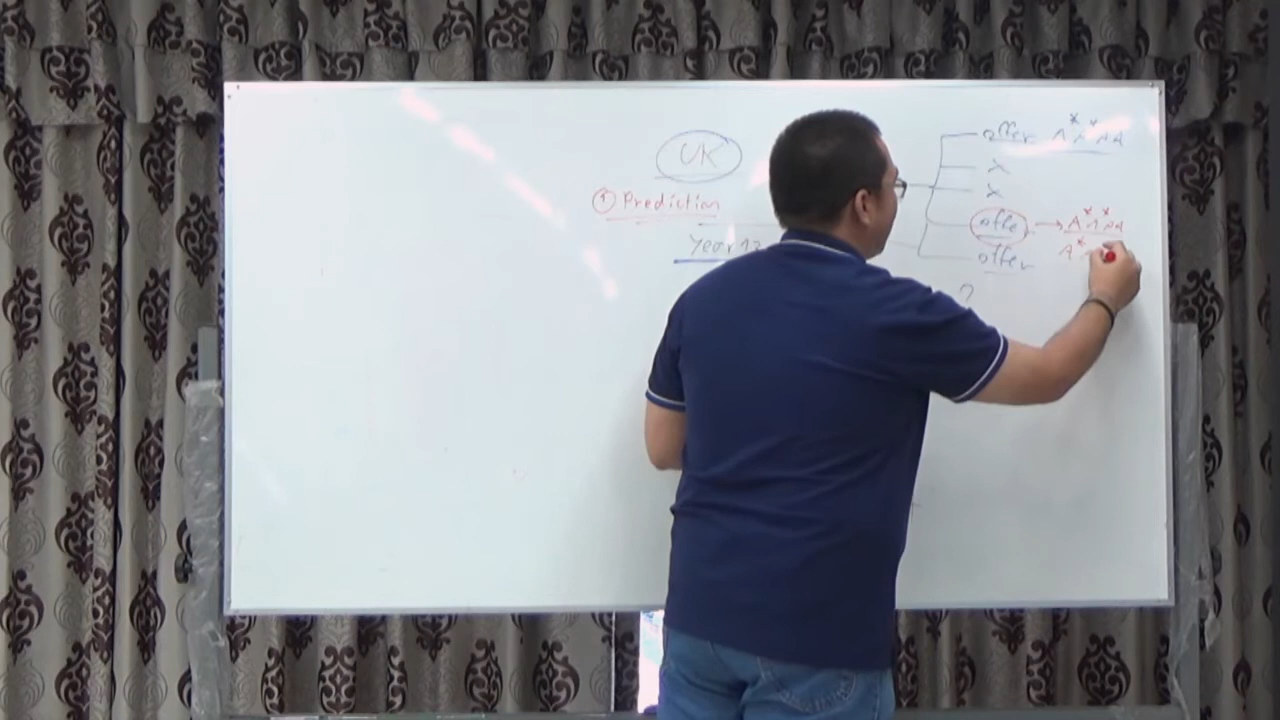 UK
① Prediction
Year 13
offer A*A*AA
x
x
offer → A*A*AA
A*
offer
?